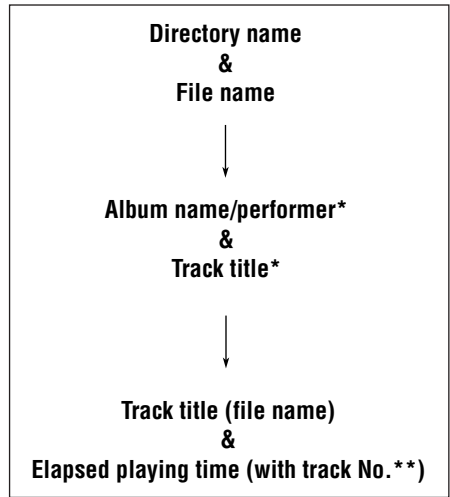 Directory name
&
File name
Album name/performer*
&
Track title*
Track title (file name)
&
Elapsed playing time (with track No.**)